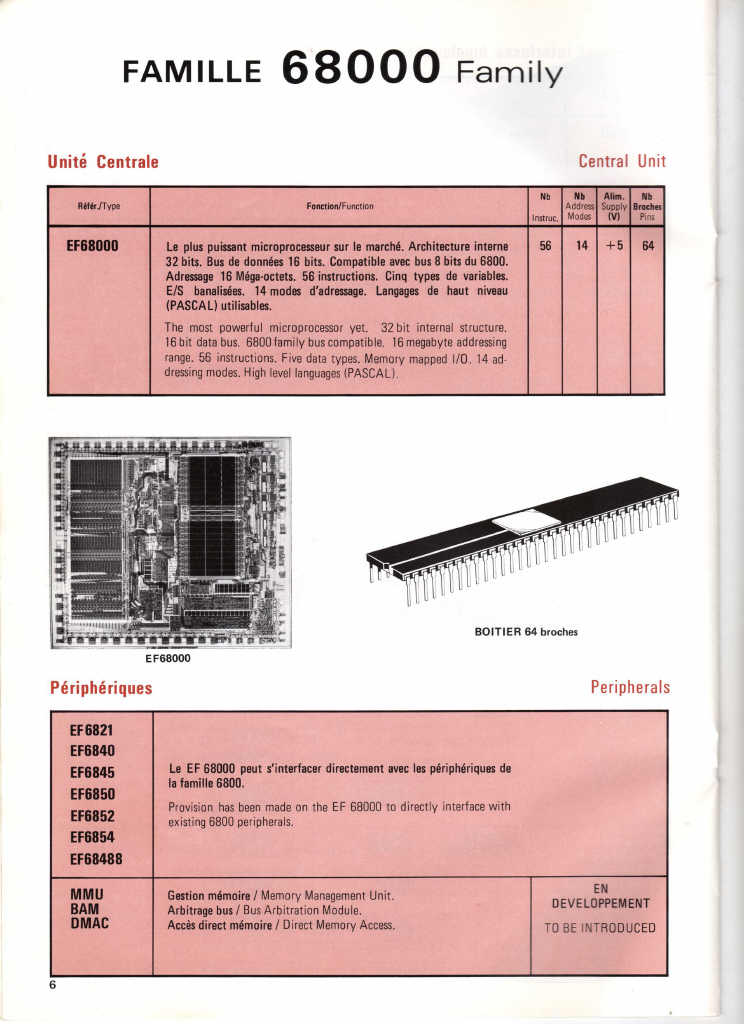 FAMILLE 68000 Family
Unité Centrale
Central Unit
Référ./Type
Fonction/Function
Nb
Instruc.
Nb
Address
Modes
Alim.
Supply
(V)
Nb
Broches
Pins
EF68000
Le plus puissant microprocesseur sur le marché. Architecture interne
32 bits. Bus de données 16 bits. Compatible avec bus 8 bits du 6800.
Adressage 16 Méga-octets. 56 instructions. Cinq types de variables.
E/S banalisées. 14 modes d'adressage. Langages de haut niveau
(PASCAL) utilisables.
The most powerful microprocessor yet. 32 bit internal structure.
16 bit data bus. 6800 family bus compatible. 16 megabyte addressing
range. 56 instructions. Five data types. Memory mapped I/O. 14 ad-
dressing modes. High level languages (PASCAL).
56
14
+5
64
EF68000
BOITIER 64 broches
Périphériques
Peripherals
EF6821
EF6840
EF6845
EF6850
EF6852
EF6854
EF68488
Le EF 68000 peut s'interfacer directement avec les périphériques de
la famille 6800.
Provision has been made on the EF 68000 to directly interface with
existing 6800 peripherals.
MMU
BAM
DMAC
Gestion mémoire / Memory Management Unit.
Arbitrage bus / Bus Arbitration Module.
Accès direct mémoire / Direct Memory Access.
EN
DEVELOPPEMENT
TO BE INTRODUCED
6